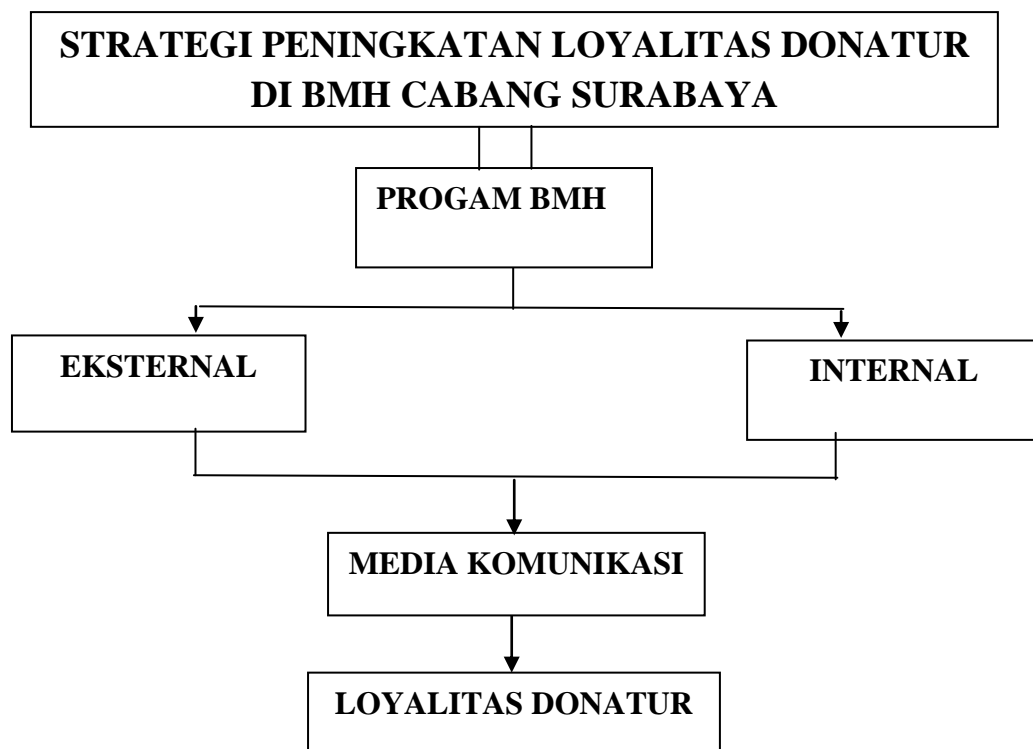 STRATEGI PENINGKATAN LOYALITAS DONATUR
DI BMH CABANG SURABAYA
PROGAM BMH
EKSTERNAL
INTERNAL
MEDIA KOMUNIKASI
LOYALITAS DONATUR